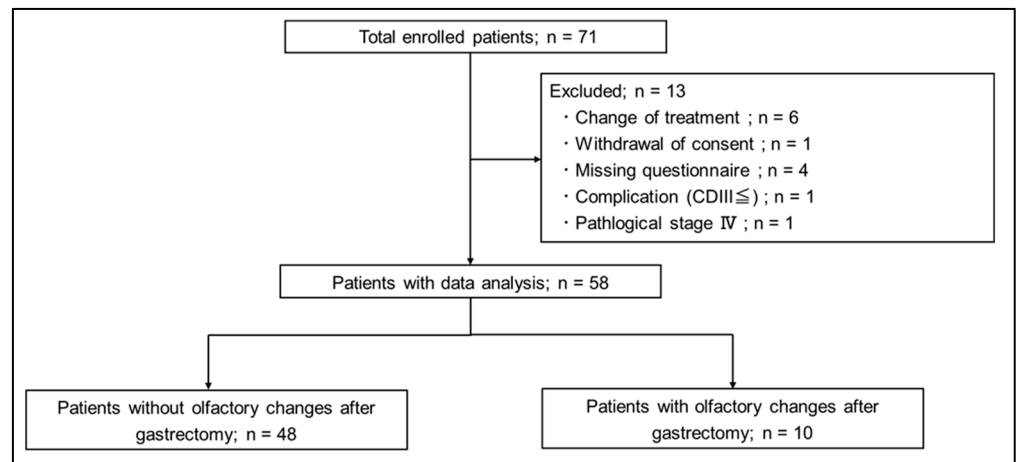 Total enrolled patients; n = 71
Excluded; n = 13
・Change of treatment ; n = 6
・Withdrawal of consent ; n = 1
・Missing questionnaire ; n = 4
・Complication (CDIII≦) ; n = 1
・Pathlogical stage Ⅳ ; n = 1
Patients with data analysis; n = 58
Patients without olfactory changes after
gastrectomy; n = 48
Patients with olfactory changes after
gastrectomy; n = 10